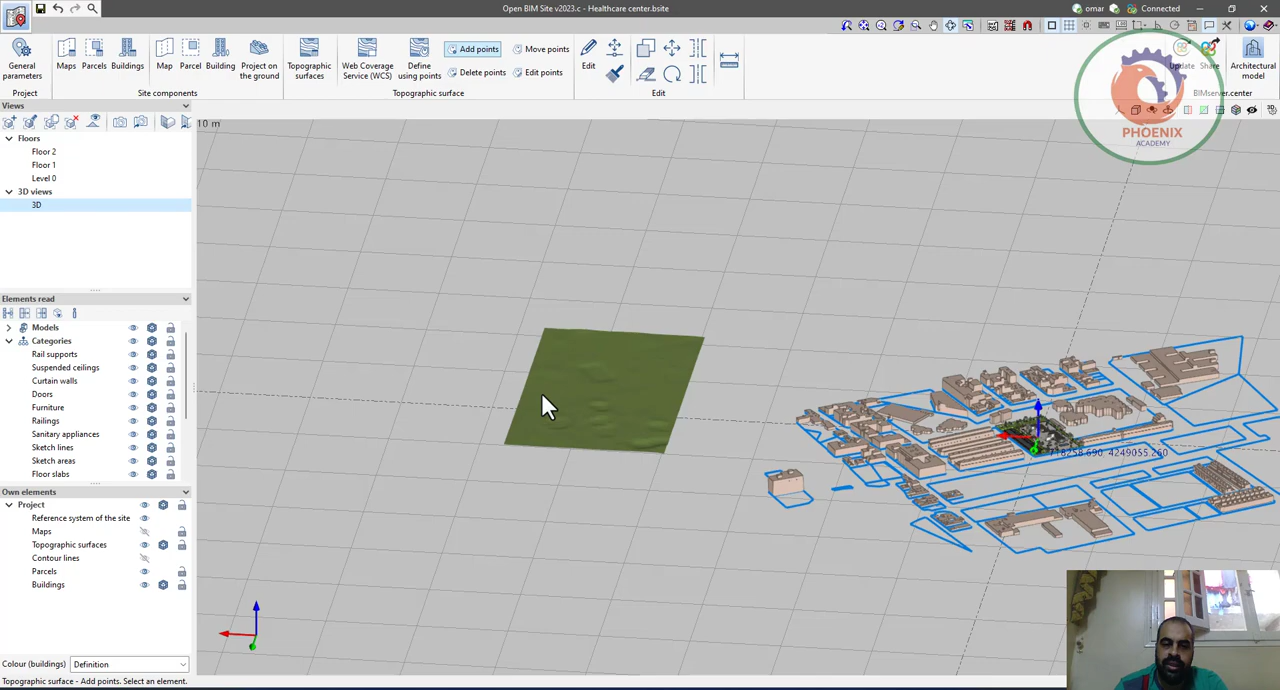 Open BIM Site v2023.c - Healthcare center.bsite
omar
Connected
General parameters
Maps
Parcels
Buildings
Map
Parcel
Building
Project on the ground
Topographic surfaces
Web Coverage Service (WCS)
Define using points
Add points
Delete points
Move points
Edit points
Edit
Update
Share
Architectural model
Project
Site components
Topographic surface
Edit
BIMserver.center
PHOENIX
ACADEMY
Views
10 m
Floors
Floor 2
Floor 1
Level 0
3D views
3D
Elements read
Models
Categories
Rail supports
Suspended ceilings
Curtain walls
Doors
Furniture
Railings
Sanitary appliances
Sketch lines
Sketch areas
Floor slabs
Own elements
Project
Reference system of the site
Maps
Topographic surfaces
Contour lines
Parcels
Buildings
4249055.260
Colour (buildings)
Definition
Topographic surface - Add points. Select an element.